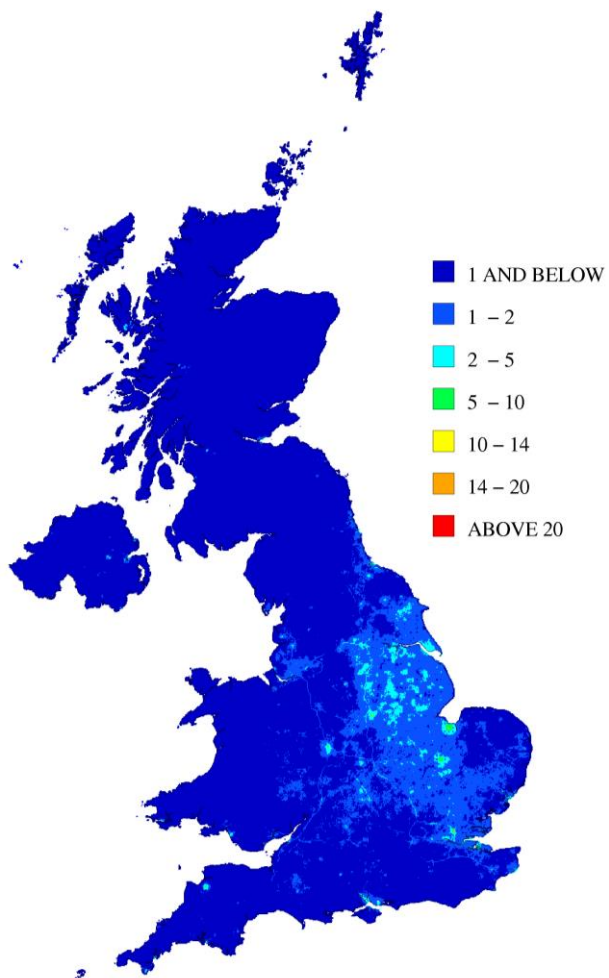 1 AND BELOW
1 – 2
2 – 5
5 – 10
10 – 14
14 – 20
ABOVE 20